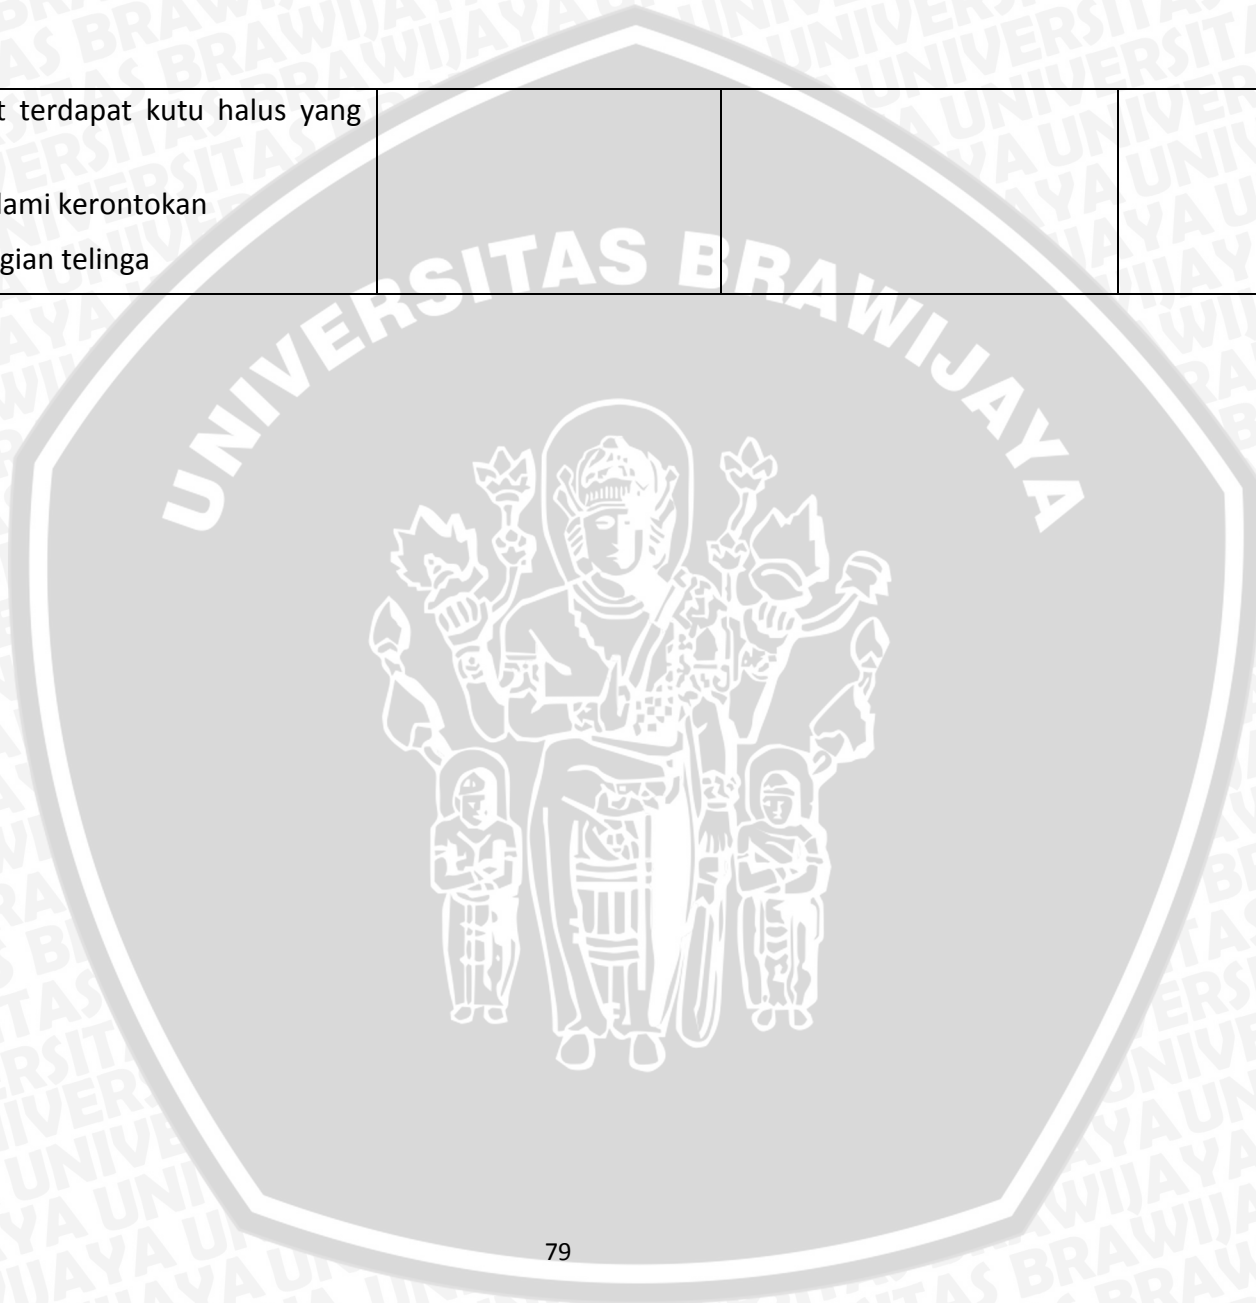 t terdapat kutu halus yang
lami kerontokan
gian telinga
UNIVERSITAS BRAWIJAYA
79